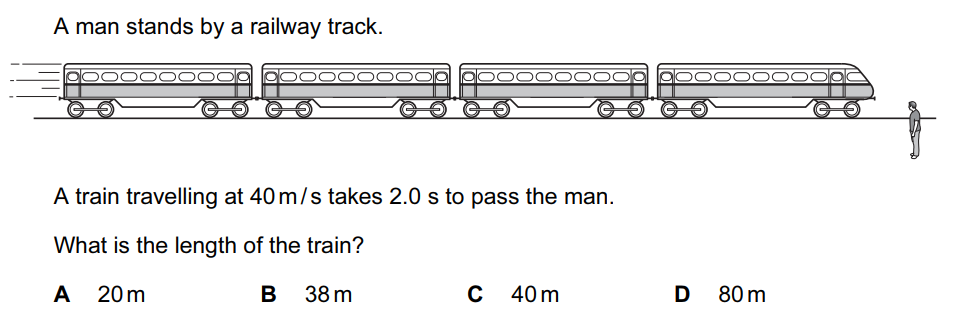 A man stands by a railway track.
A train travelling at 40 m / s takes 2.0 s to pass the man.
What is the length of the train?
A 20 m B 38 m C 40 m D 80 m